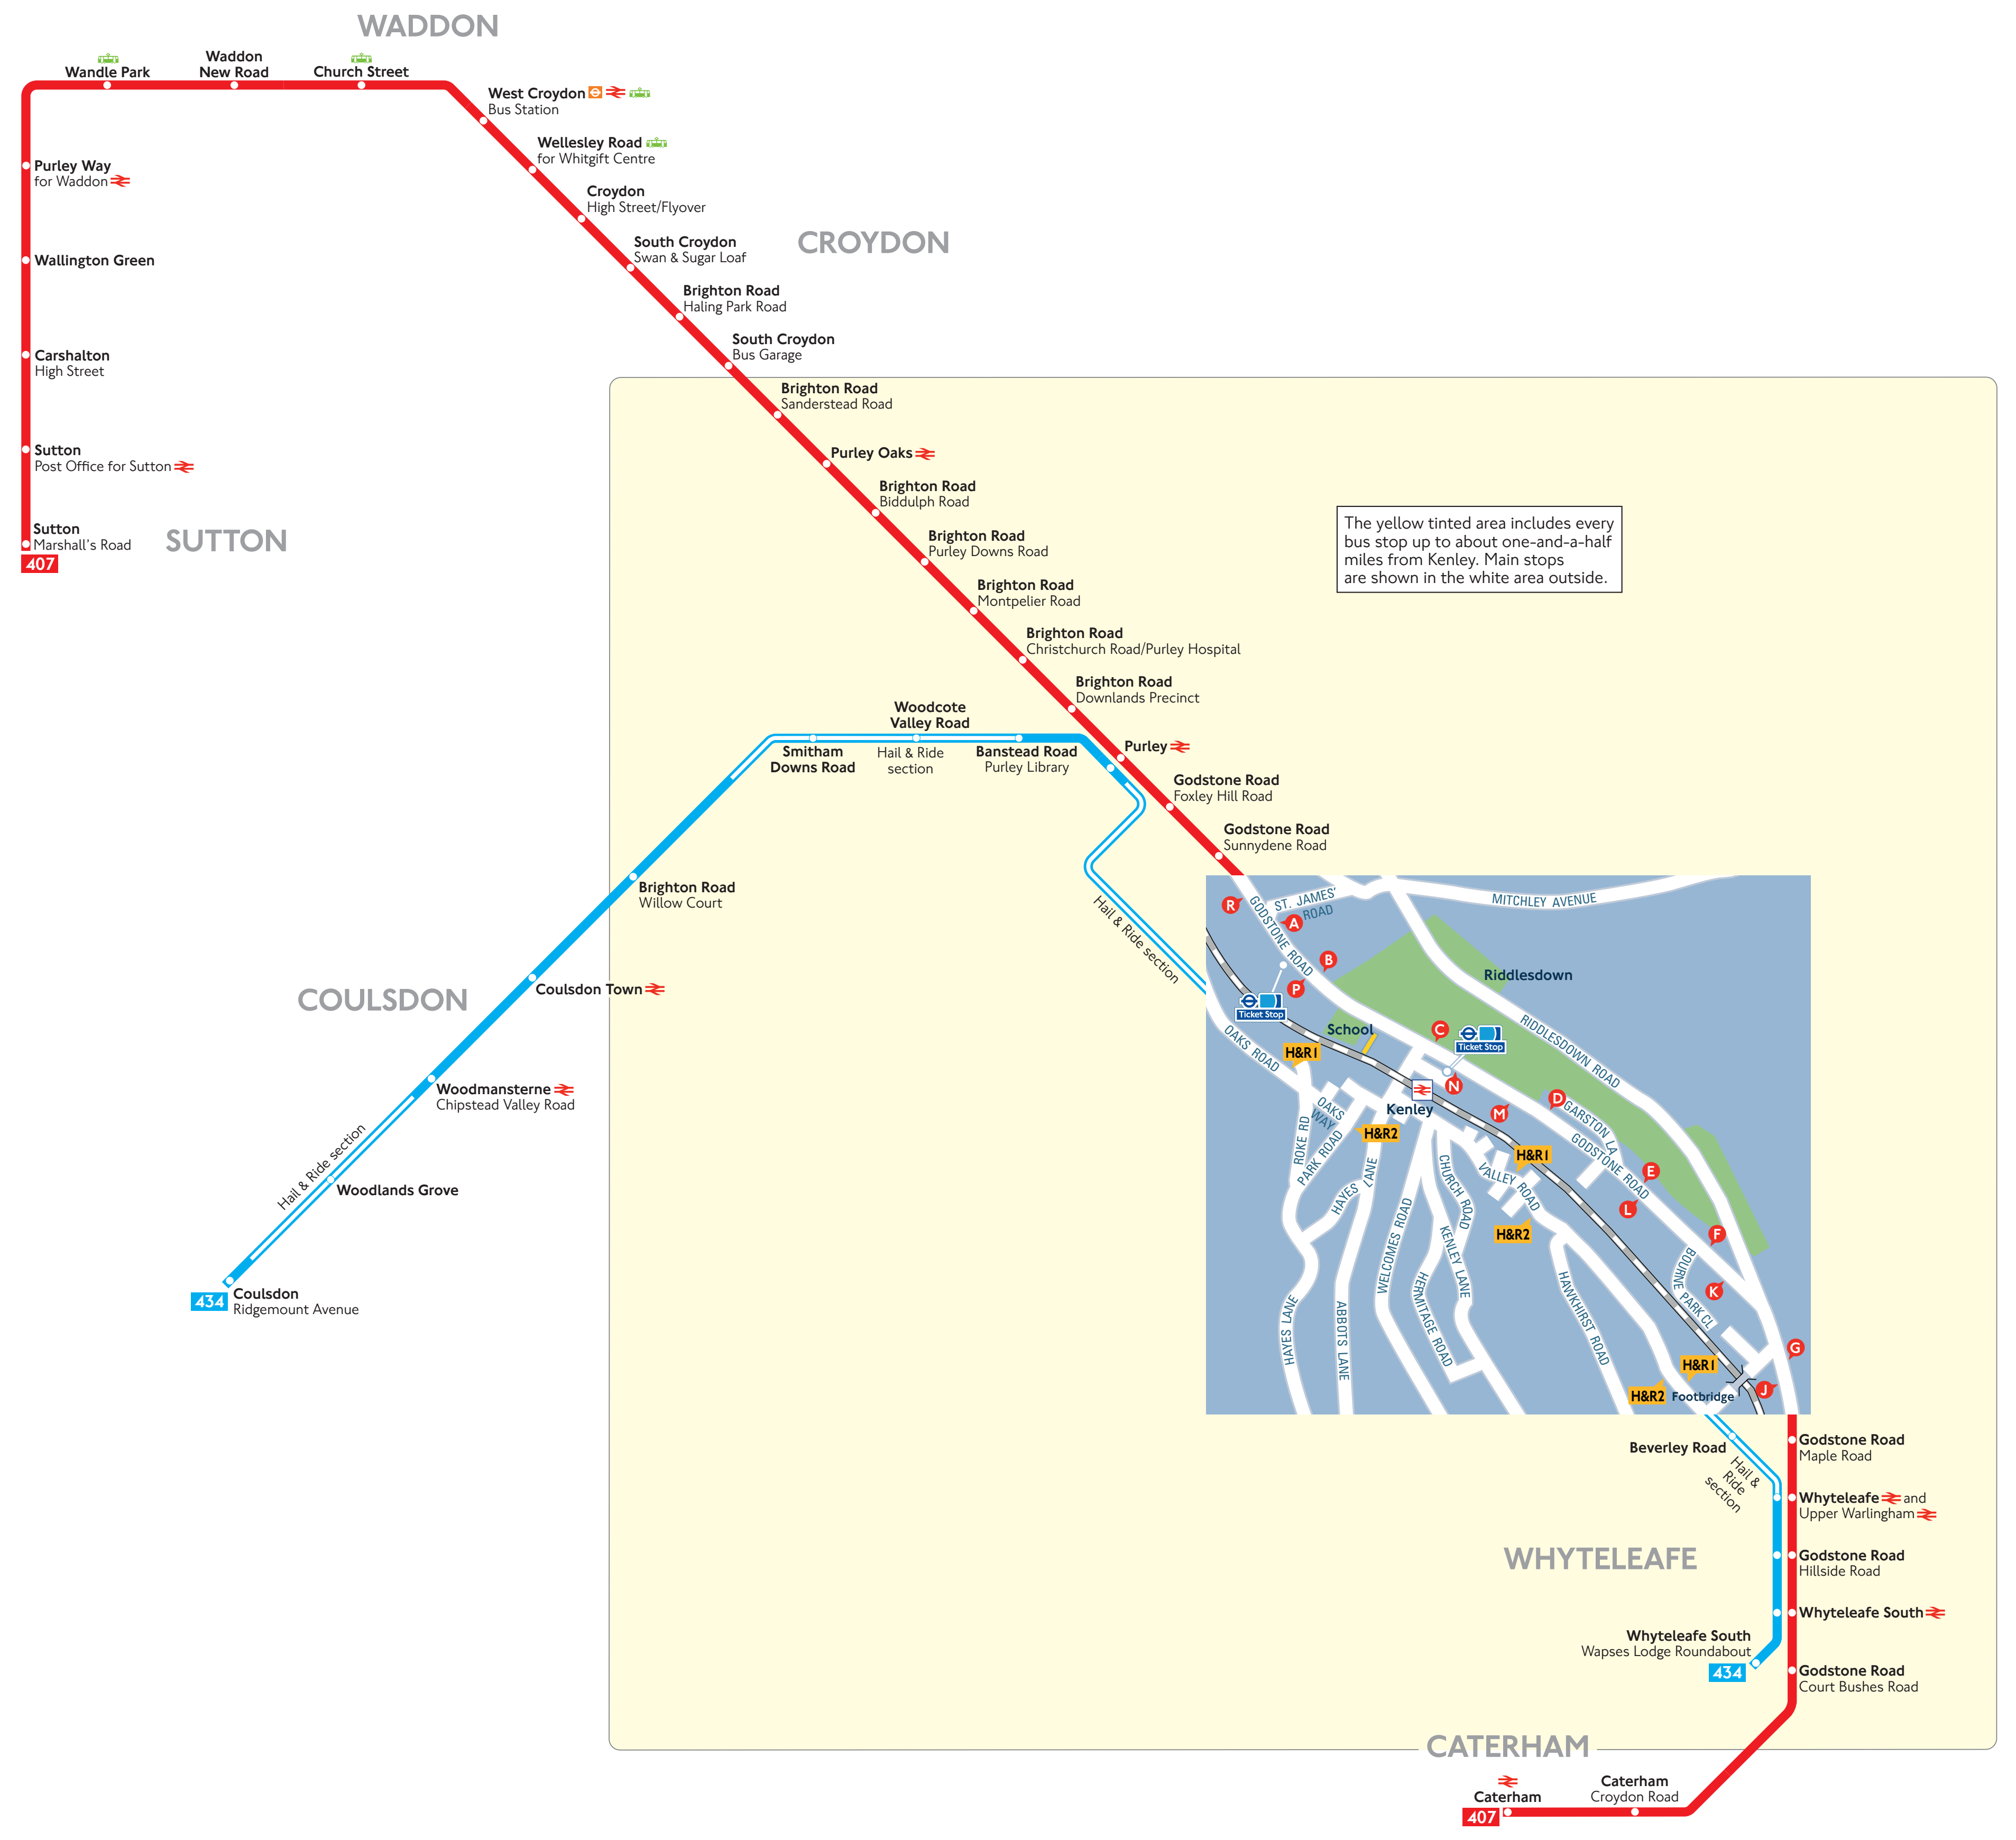 WADDON
Wandle Park
Waddon
New Road
Church Street
West Croydon
Bus Station
Wellesley Road
for Whitgift Centre
Croydon
High Street/Flyover
South Croydon
Swan & Sugar Loaf
Brighton Road
Haling Park Road
South Croydon
Bus Garage
CROYDON
Purley Way
for Waddon
Wallington Green
Carshalton
High Street
Sutton
Post Office for Sutton
Sutton
Marshall's Road
407
SUTTON
Brighton Road
Sanderstead Road
Purley Oaks
Brighton Road
Biddulph Road
Brighton Road
Purley Downs Road
Brighton Road
Montpelier Road
Brighton Road
Christchurch Road/Purley Hospital
Brighton Road
Downlands Precinct
Purley
Godstone Road
Foxley Hill Road
Godstone Road
Sunnydene Road
The yellow tinted area includes every
bus stop up to about one-and-a-half
miles from Kenley. Main stops
are shown in the white area outside.
Woodcote
Valley Road
Hail & Ride
section
Smitham
Downs Road
Banstead Road
Purley Library
Brighton Road
Willow Court
Coulsdon Town
COULSDON
Woodmansterne
Chipstead Valley Road
Hail & Ride section
Woodlands Grove
434
Coulsdon
Ridgemount Avenue
Hail & Ride section
R
ST. JAMES'
ROAD
A
MITCHLEY AVENUE
GODSTONE ROAD
B
P
Riddlesdown
Ticket Stop
School
C
Ticket Stop
RIDDLESDOWN ROAD
OAKS ROAD
H&R1
N
Kenley
M
D
GARSTON LA
OAKS
WAY
H&R2
ROKE RD
PARK ROAD
H&R1
GODSTONE ROAD
E
HAYES
LANE
CHURCH ROAD
VALLEY ROAD
L
H&R2
F
WELCOMES ROAD
KENLEY LANE
BOURNE
PARK CL
K
HAYES LANE
ABBOTS LANE
HERMITAGE ROAD
HAWKHIRST ROAD
G
H&R1
H&R2
Footbridge
J
Beverley Road
Hail &
Ride
section
Godstone Road
Maple Road
Whyteleafe and
Upper Warlingham
WHYTELEAFE
Godstone Road
Hillside Road
Whyteleafe South
Whyteleafe South
Wapses Lodge Roundabout
434
Godstone Road
Court Bushes Road
CATERHAM
Caterham
407
Caterham
Croydon Road